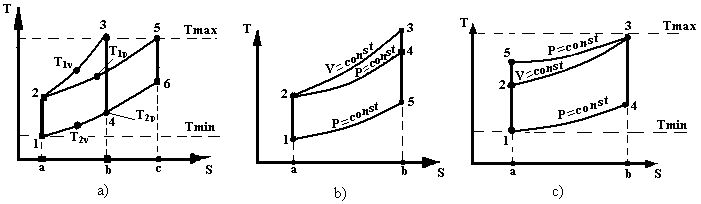 T
3
5
Tmax
T1v
T1p
2
6
4
T2p
1
T2v
Tmin
a
b
c
S
a)
T
3
V=const
4
P=const
2
5
P=const
1
a
b
S
b)
T
3
Tmax
P=const
5
V=const
2
P=const
4
1
Tmin
a
b
S
c)